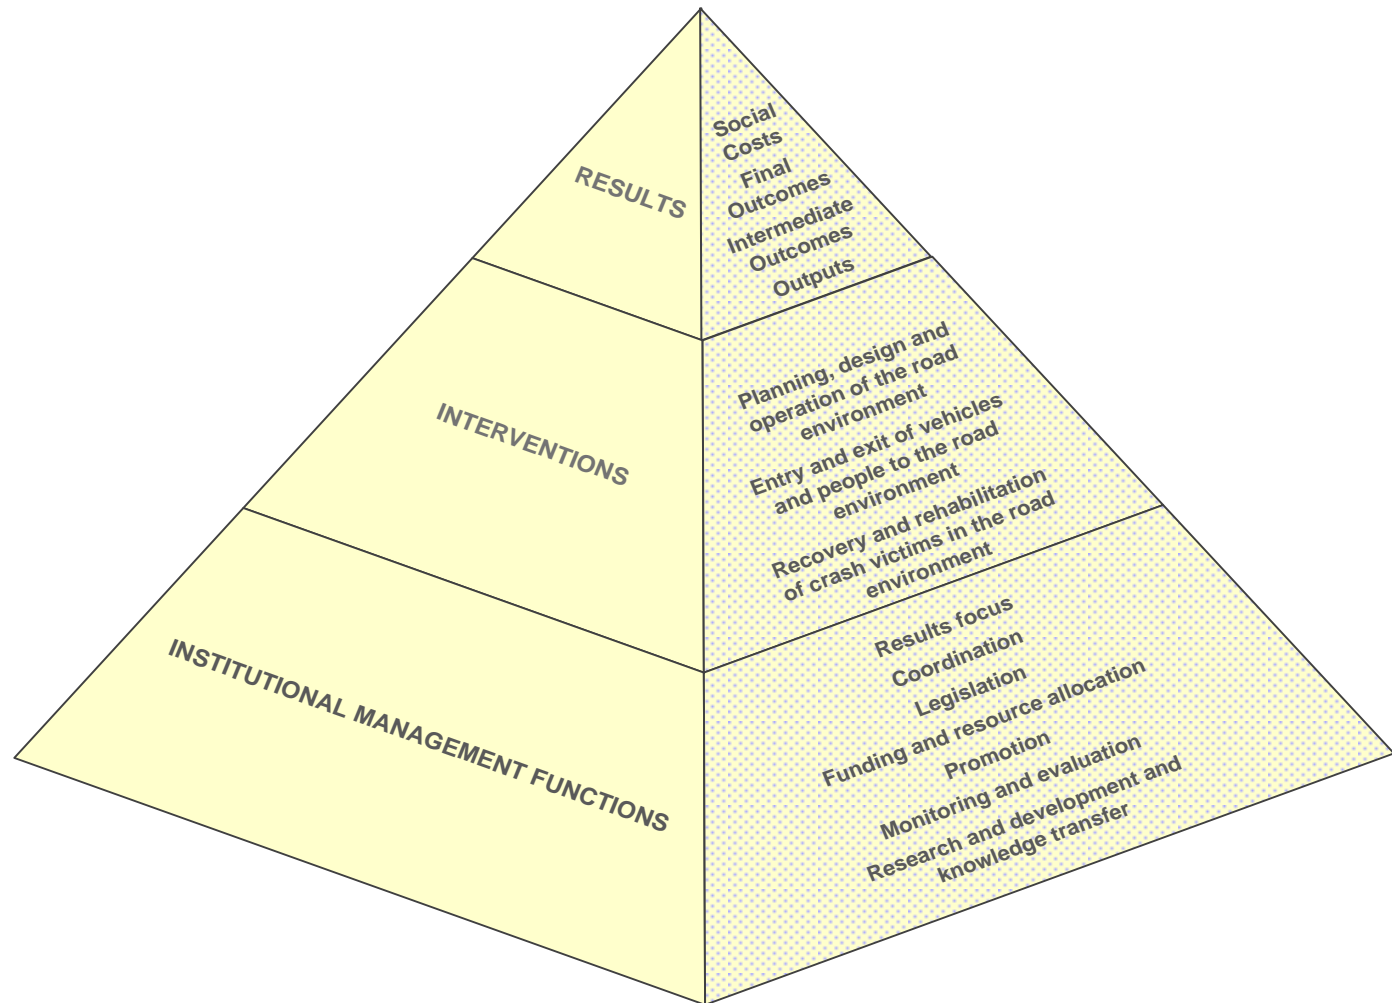 RESULTS
Social
Costs
Final
Outcomes
Intermediate
Outcomes
Outputs
INTERVENTIONS
Planning, design and
operation of the road
environment
Entry and exit of vehicles
and people to the road
environment
Recovery and rehabilitation
of crash victims in the road
environment
INSTITUTIONAL MANAGEMENT FUNCTIONS
Results focus
Coordination
Legislation
Funding and resource allocation
Promotion
Monitoring and evaluation
Research and development and
knowledge transfer